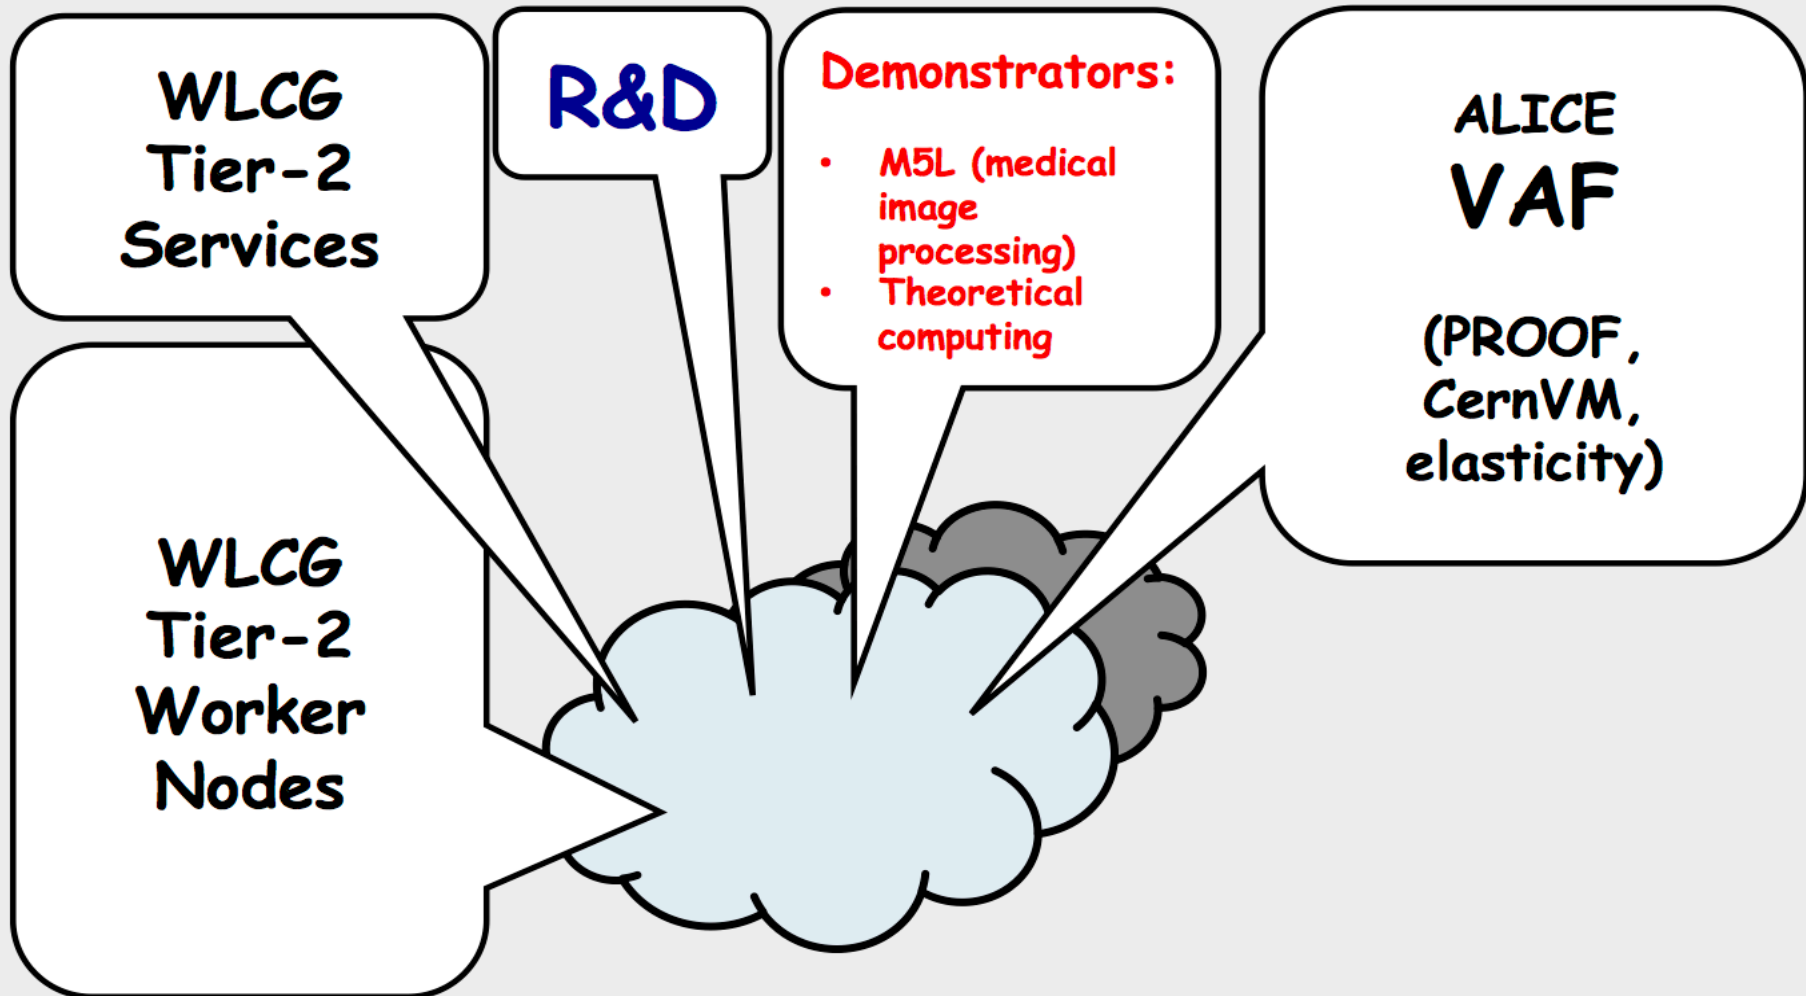 WLCG
Tier-2
Services
R&D
Demonstrators:
• M5L (medical
image
processing)
• Theoretical
computing
ALICE
VAF
(PROOF,
CernVM,
elasticity)
WLCG
Tier-2
Worker
Nodes